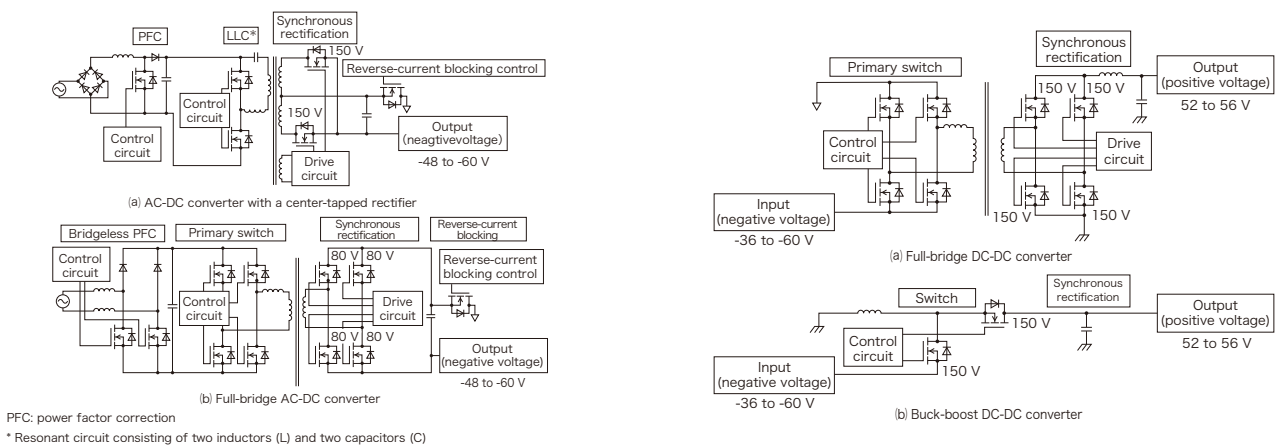 PFC
LLC*
Synchronous
rectification
150 V
Reverse-current blocking control
Control
circuit
Control
circuit
150 V
Drive
circuit
Output
(neagtivevoltage)
-48 to -60 V
(a) AC-DC converter with a center-tapped rectifier
Bridgeless PFC
Primary switch
Synchronous
rectification
Reverse-current
blocking
Control
circuit
80 V
80 V
Reverse-current
blocking control
Control
circuit
Drive
circuit
80 V
80 V
Output
(negative voltage)
-48 to -60 V
(b) Full-bridge AC-DC converter
PFC: power factor correction
* Resonant circuit consisting of two inductors (L) and two capacitors (C)
Primary switch
Synchronous
rectification
150 V
150 V
Output
(positive voltage)
52 to 56 V
Control
circuit
Drive
circuit
Input
(negative voltage)
-36 to -60 V
150 V
150 V
(a) Full-bridge DC-DC converter
Switch
Synchronous
rectification
150 V
Output
(positive voltage)
52 to 56 V
Control
circuit
150 V
Input
(negative voltage)
-36 to -60 V
(b) Buck-boost DC-DC converter